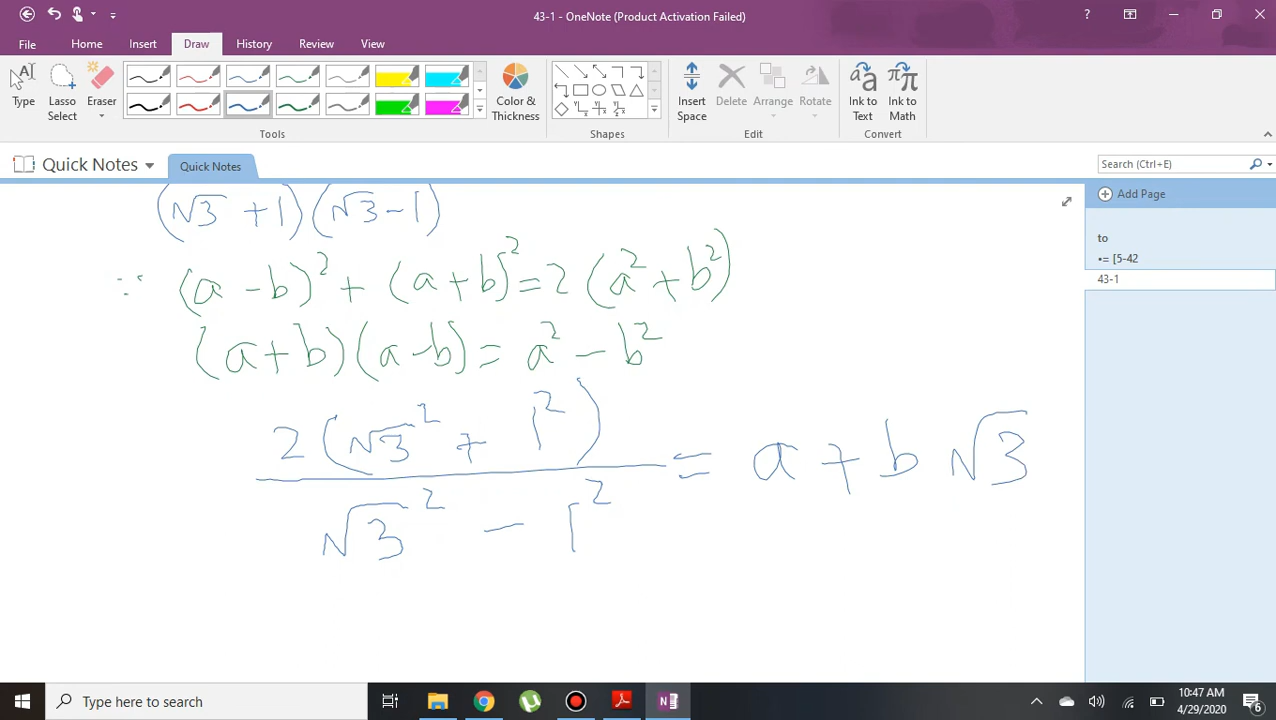 43-1 - OneNote (Product Activation Failed)
?
File Home Insert Draw History Review View
Type
Lasso Select
Eraser
Color & Thickness
Insert Space
Delete
Arrange
Rotate
Ink to Text
Ink to Math
Tools
Shapes
Edit
Convert
Quick Notes
Quick Notes
Search (Ctrl+E)
Add Page
to
•= [5-42
43-1
(√3 + 1)(√3 - 1)
∵ (a - b)² + (a + b)² = 2(a² + b²)
(a + b)(a - b) = a² - b²
2(√3² + 1²)
= a + b √3
√3² - 1²
Type here to search
10:47 AM
4/29/2020
6